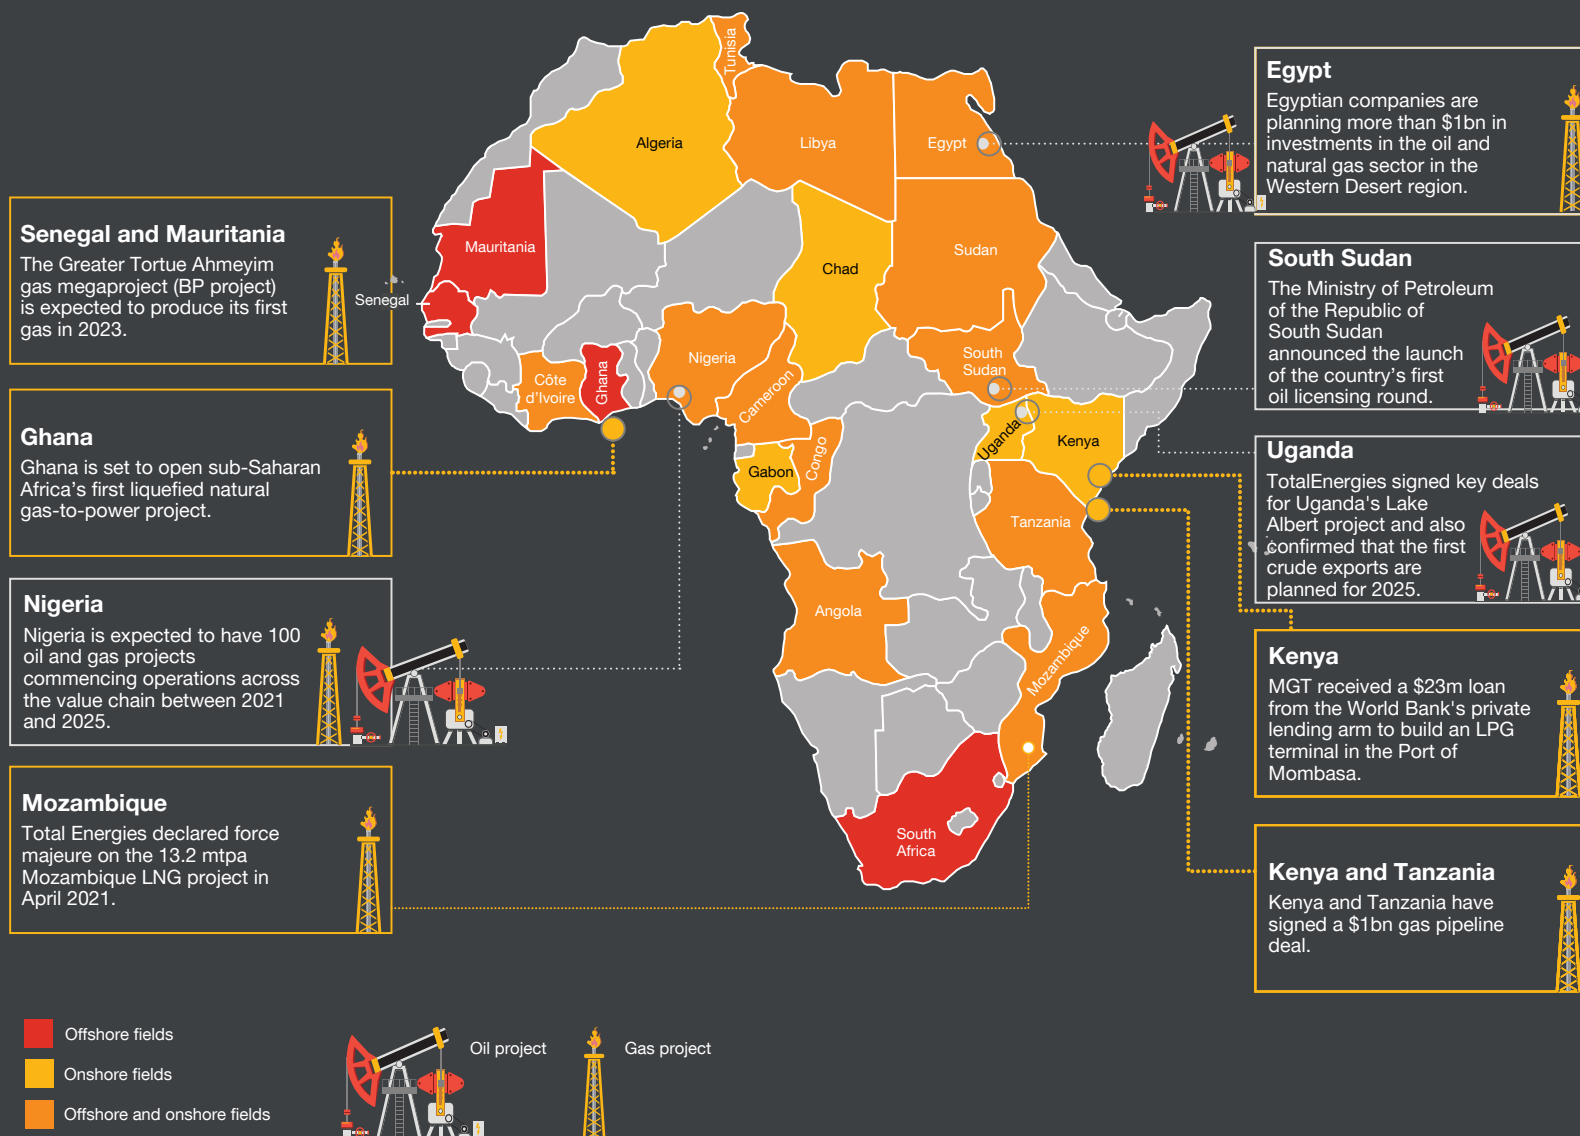 Senegal and Mauritania
The Greater Tortue Ahmeyim
gas megaproject (BP project)
is expected to produce its first
gas in 2023.
Ghana
Ghana is set to open sub-Saharan
Africa's first liquefied natural
gas-to-power project.
Nigeria
Nigeria is expected to have 100
oil and gas projects
commencing operations across
the value chain between 2021
and 2025.
Mozambique
Total Energies declared force
majeure on the 13.2 mtpa
Mozambique LNG project in
April 2021.
Tunisia
Algeria
Libya
Egypt
Mauritania
Senegal
Chad
Sudan
Nigeria
Côte
d'Ivoire
Ghana
Cameroon
South
Sudan
Uganda
Kenya
Gabon
Congo
Tanzania
Angola
Mozambique
South
Africa
Egypt
Egyptian companies are
planning more than $1bn in
investments in the oil and
natural gas sector in the
Western Desert region.
South Sudan
The Ministry of Petroleum
of the Republic of
South Sudan
announced the launch
of the country's first
oil licensing round.
Uganda
TotalEnergies signed key deals
for Uganda's Lake
Albert project and also
confirmed that the first
crude exports are
planned for 2025.
Kenya
MGT received a $23m loan
from the World Bank's private
lending arm to build an LPG
terminal in the Port of
Mombasa.
Kenya and Tanzania
Kenya and Tanzania have
signed a $1bn gas pipeline
deal.
Offshore fields
Onshore fields
Offshore and onshore fields
Oil project
Gas project